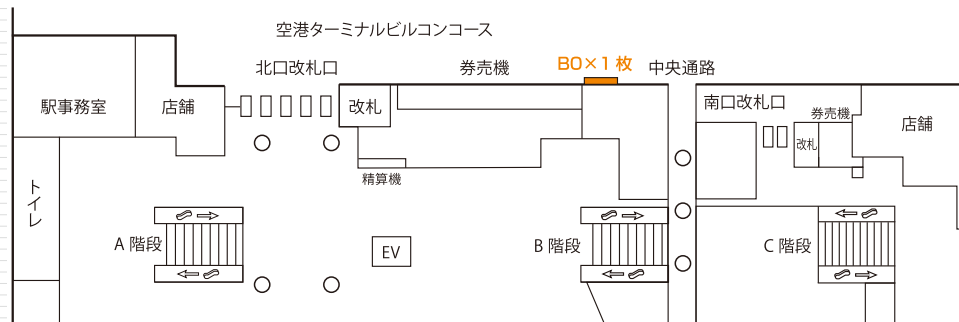 空港ターミナルビルコンコース
北口改札口
券売機
B0×1枚
中央通路
駅事務室
店舗
改札
南口改札口
券売機
店舗
改札
精算機
トイレ
A 階段
EV
B 階段
C 階段